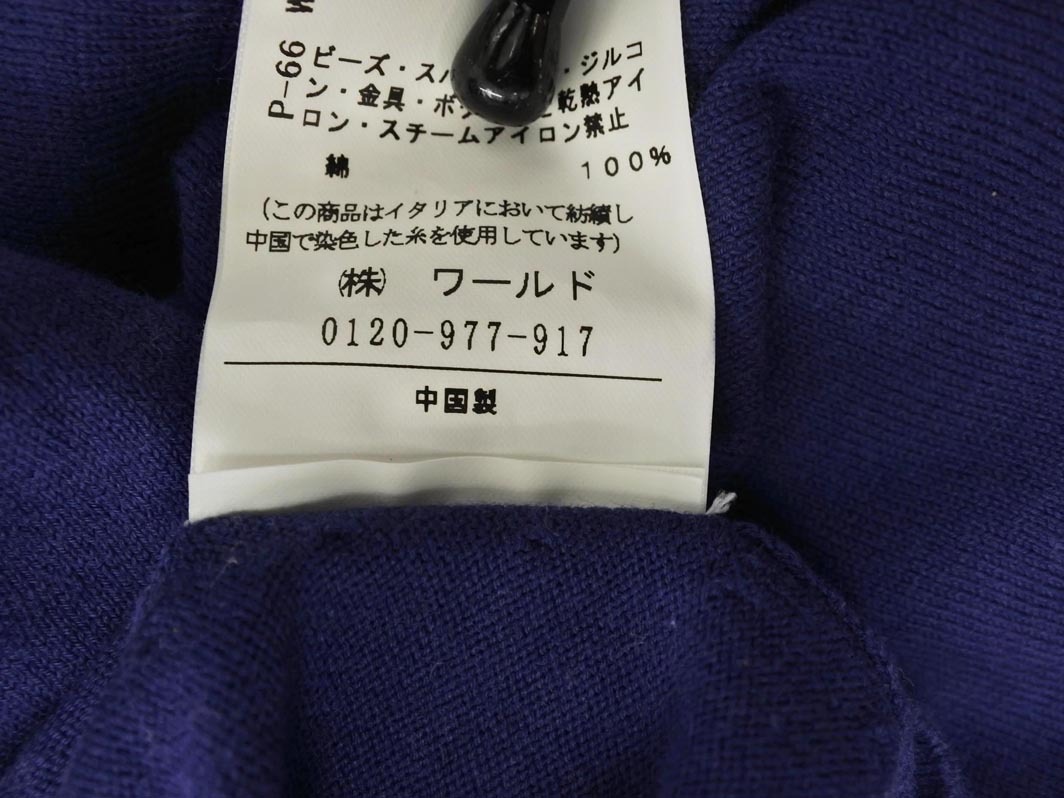 P-66
ビーズ・ス ・ジルコ
ン・金具・ボ 乾熱アイ
ロン・スチームアイロン禁止
綿 100%
(この商品はイタリアにおいて紡績し
中国で染色した糸を使用しています)
㈱ ワールド
0120-977-917
中国製